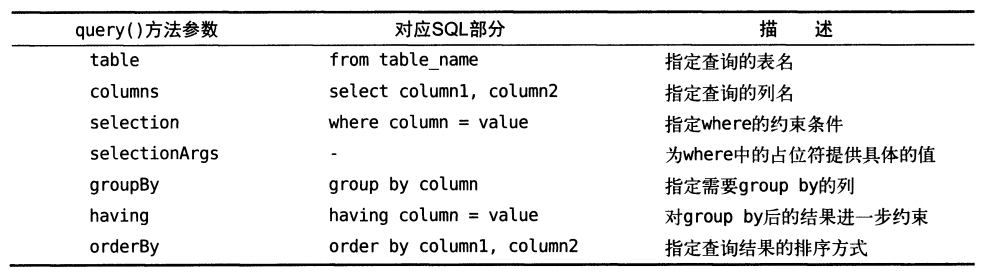 query()方法参数 对应SQL部分 描 述
table from table_name 指定查询的表名
columns select column1, column2 指定查询的列名
selection where column = value 指定where的约束条件
selectionArgs - 为where中的占位符提供具体的值
groupBy group by column 指定需要group by的列
having having column = value 对group by后的结果进一步约束
orderBy order by column1, column2 指定查询结果的排序方式